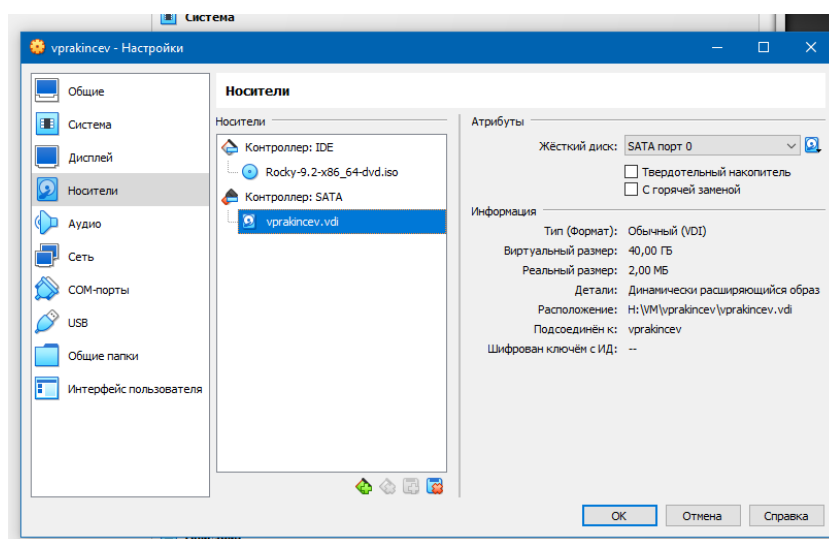 Система
vprakincev - Настройки
Общие
Система
Дисплей
Носители
Аудио
Сеть
COM-порты
USB
Общие папки
Интерфейс пользователя
Носители
Носители
Контроллер: IDE
Rocky-9.2-x86_64-dvd.iso
Контроллер: SATA
vprakincev.vdi
Атрибуты
Жёсткий диск: SATA порт 0
Твердотельный накопитель
С горячей заменой
Информация
Тип (Формат): Обычный (VDI)
Виртуальный размер: 40,00 ГБ
Реальный размер: 2,00 МБ
Детали: Динамически расширяющийся образ
Расположение: H:\VM\vprakincev\vprakincev.vdi
Подсоединён к: vprakincev
Шифрован ключём с ИД: --
OK Отмена Справка